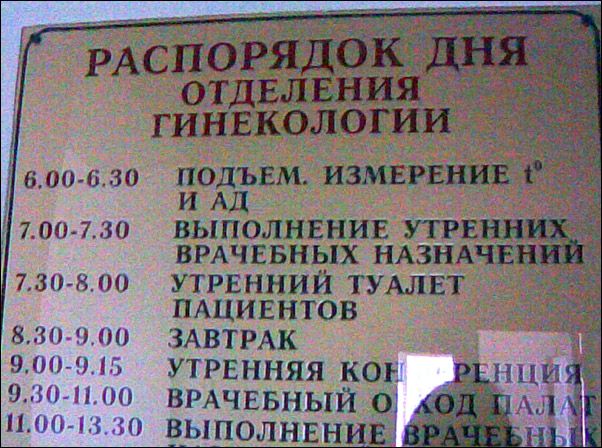 РАСПОРЯДОК ДНЯ
ОТДЕЛЕНИЯ
ГИНЕКОЛОГИИ
6.00-6.30 ПОДЪЕМ. ИЗМЕРЕНИЕ t°
И АД
7.00-7.30 ВЫПОЛНЕНИЕ УТРЕННИХ
ВРАЧЕБНЫХ НАЗНАЧЕНИЙ
7.30-8.00 УТРЕННИЙ ТУАЛЕТ
ПАЦИЕНТОВ
8.30-9.00 ЗАВТРАК
9.00-9.15 УТРЕННЯЯ
9.30-11.00 ВРАЧЕБНЫЙ ПАЛАТ
11.00-13.30 ВЫПОЛНЕНИЕ ВРАЧЕБНЫХ